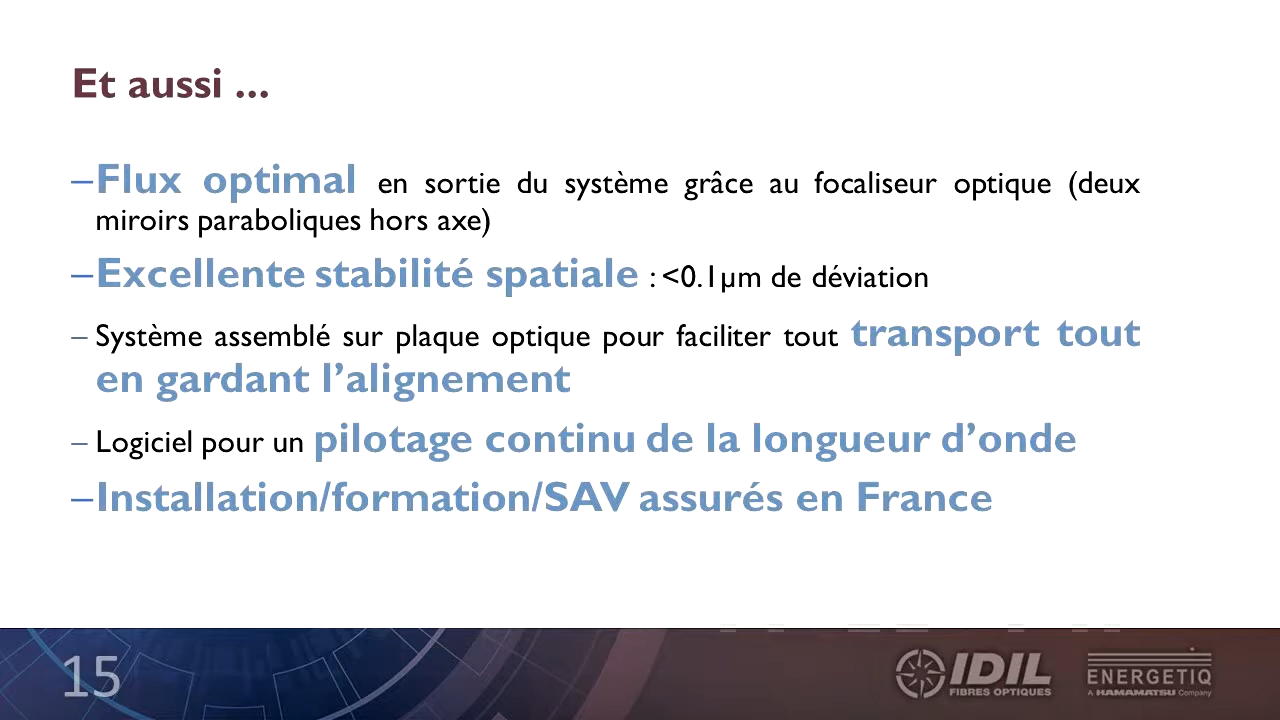 Et aussi ...
–Flux optimal en sortie du système grâce au focaliseur optique (deux
miroirs paraboliques hors axe)
–Excellente stabilité spatiale : <0.1µm de déviation
– Système assemblé sur plaque optique pour faciliter tout transport tout
en gardant l’alignement
– Logiciel pour un pilotage continu de la longueur d’onde
–Installation/formation/SAV assurés en France
15
IDIL
FIBRES OPTIQUES
ENERGETIQ
A HAMAMATSU Company